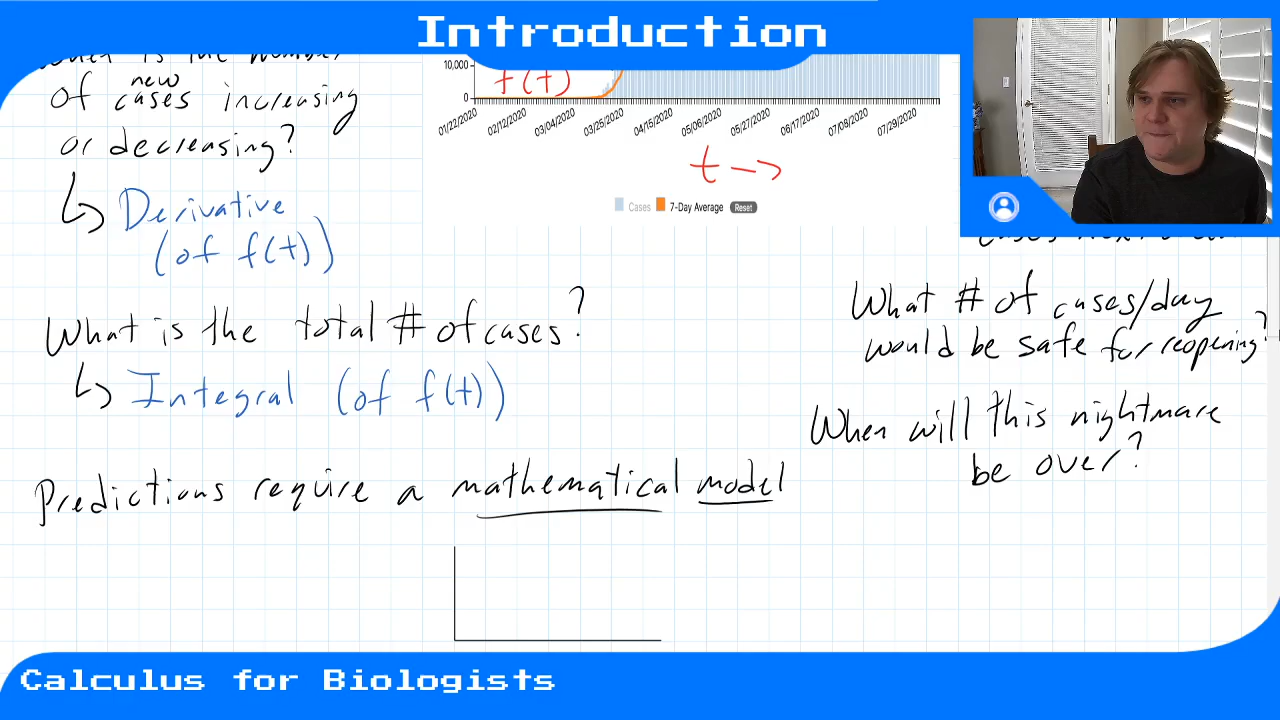 Introduction
When is the number
of new cases increasing
or decreasing?
Derivative
(of f(t))
What is the total # of cases?
Integral (of f(t))
Predictions require a mathematical model
10,000
0
f(t)
01/22/2020 02/12/2020 03/04/2020 03/25/2020 04/15/2020 05/06/2020 05/27/2020 06/17/2020 07/08/2020 07/29/2020
t →
Cases 7-Day Average Reset
What # of cases/day
would be safe for reopening?
When will this nightmare
be over?
Calculus for Biologists